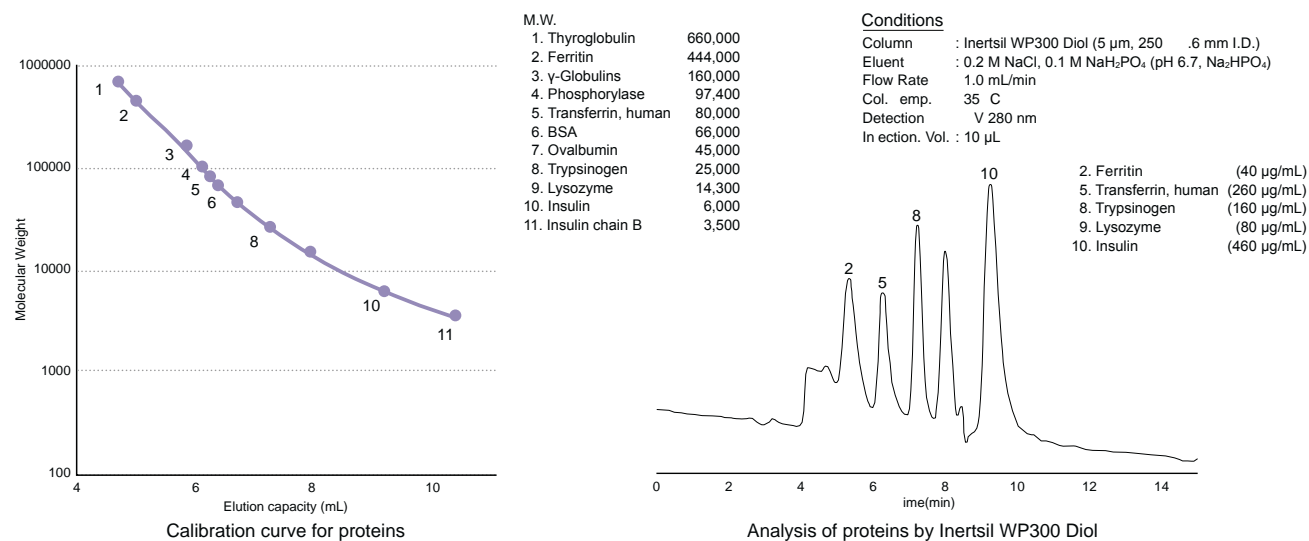 M.W.
1. Thyroglobulin 660,000
2. Ferritin 444,000
3. γ-Globulins 160,000
4. Phosphorylase 97,400
5. Transferrin, human 80,000
6. BSA 66,000
7. Ovalbumin 45,000
8. Trypsinogen 25,000
9. Lysozyme 14,300
10. Insulin 6,000
11. Insulin chain B 3,500
Conditions
Column : Inertsil WP300 Diol (5 µm, 250 .6 mm I.D.)
Eluent : 0.2 M NaCl, 0.1 M NaH₂PO₄ (pH 6.7, Na₂HPO₄)
Flow Rate 1.0 mL/min
Col. emp. 35 C
Detection V 280 nm
In ection. Vol. : 10 µL
Molecular Weight
1000000
100000
10000
1000
100
1
2
3
4
5
6
8
10
11
4 6 8 10
Elution capacity (mL)
Calibration curve for proteins
2
5
8
10
2. Ferritin (40 µg/mL)
5. Transferrin, human (260 µg/mL)
8. Trypsinogen (160 µg/mL)
9. Lysozyme (80 µg/mL)
10. Insulin (460 µg/mL)
0 2 4 6 8 10 12 14
ime(min)
Analysis of proteins by Inertsil WP300 Diol